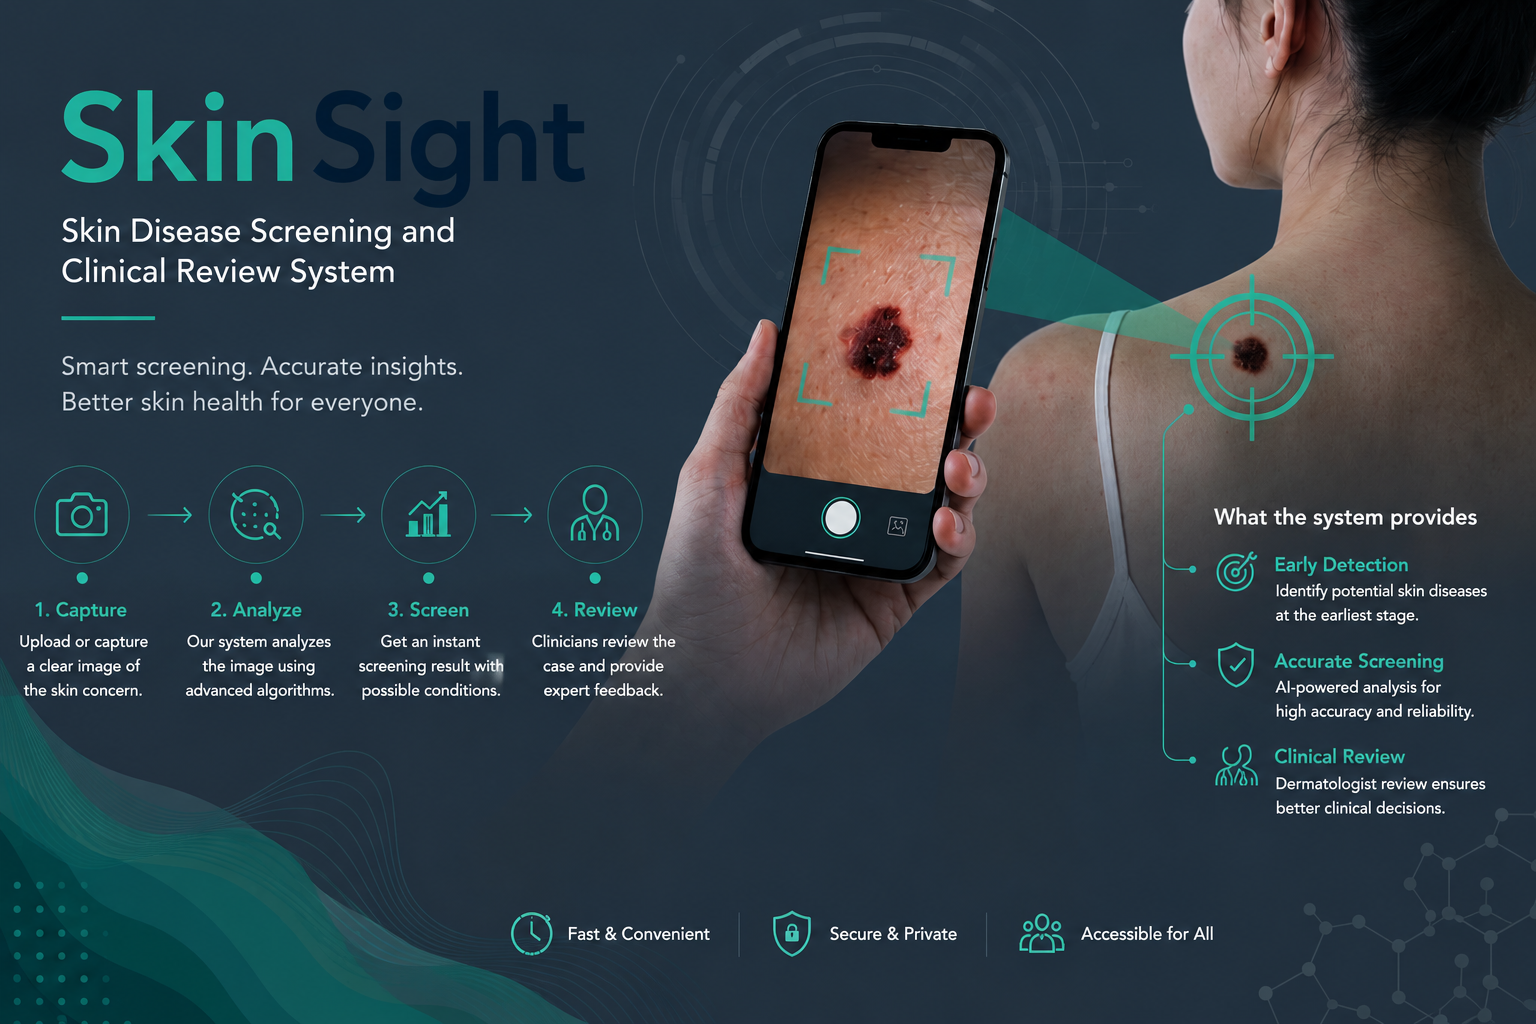 SkinSight
Skin Disease Screening and
Clinical Review System
Smart screening. Accurate insights.
Better skin health for everyone.
1. Capture
Upload or capture
a clear image of
the skin concern.
2. Analyze
Our system analyzes
the image using
advanced algorithms.
3. Screen
Get an instant
screening result with
possible conditions.
4. Review
Clinicians review the
case and provide
expert feedback.
What the system provides
Early Detection
Identify potential skin diseases
at the earliest stage.
Accurate Screening
AI-powered analysis for
high accuracy and reliability.
Clinical Review
Dermatologist review ensures
better clinical decisions.
Fast & Convenient
Secure & Private
Accessible for All